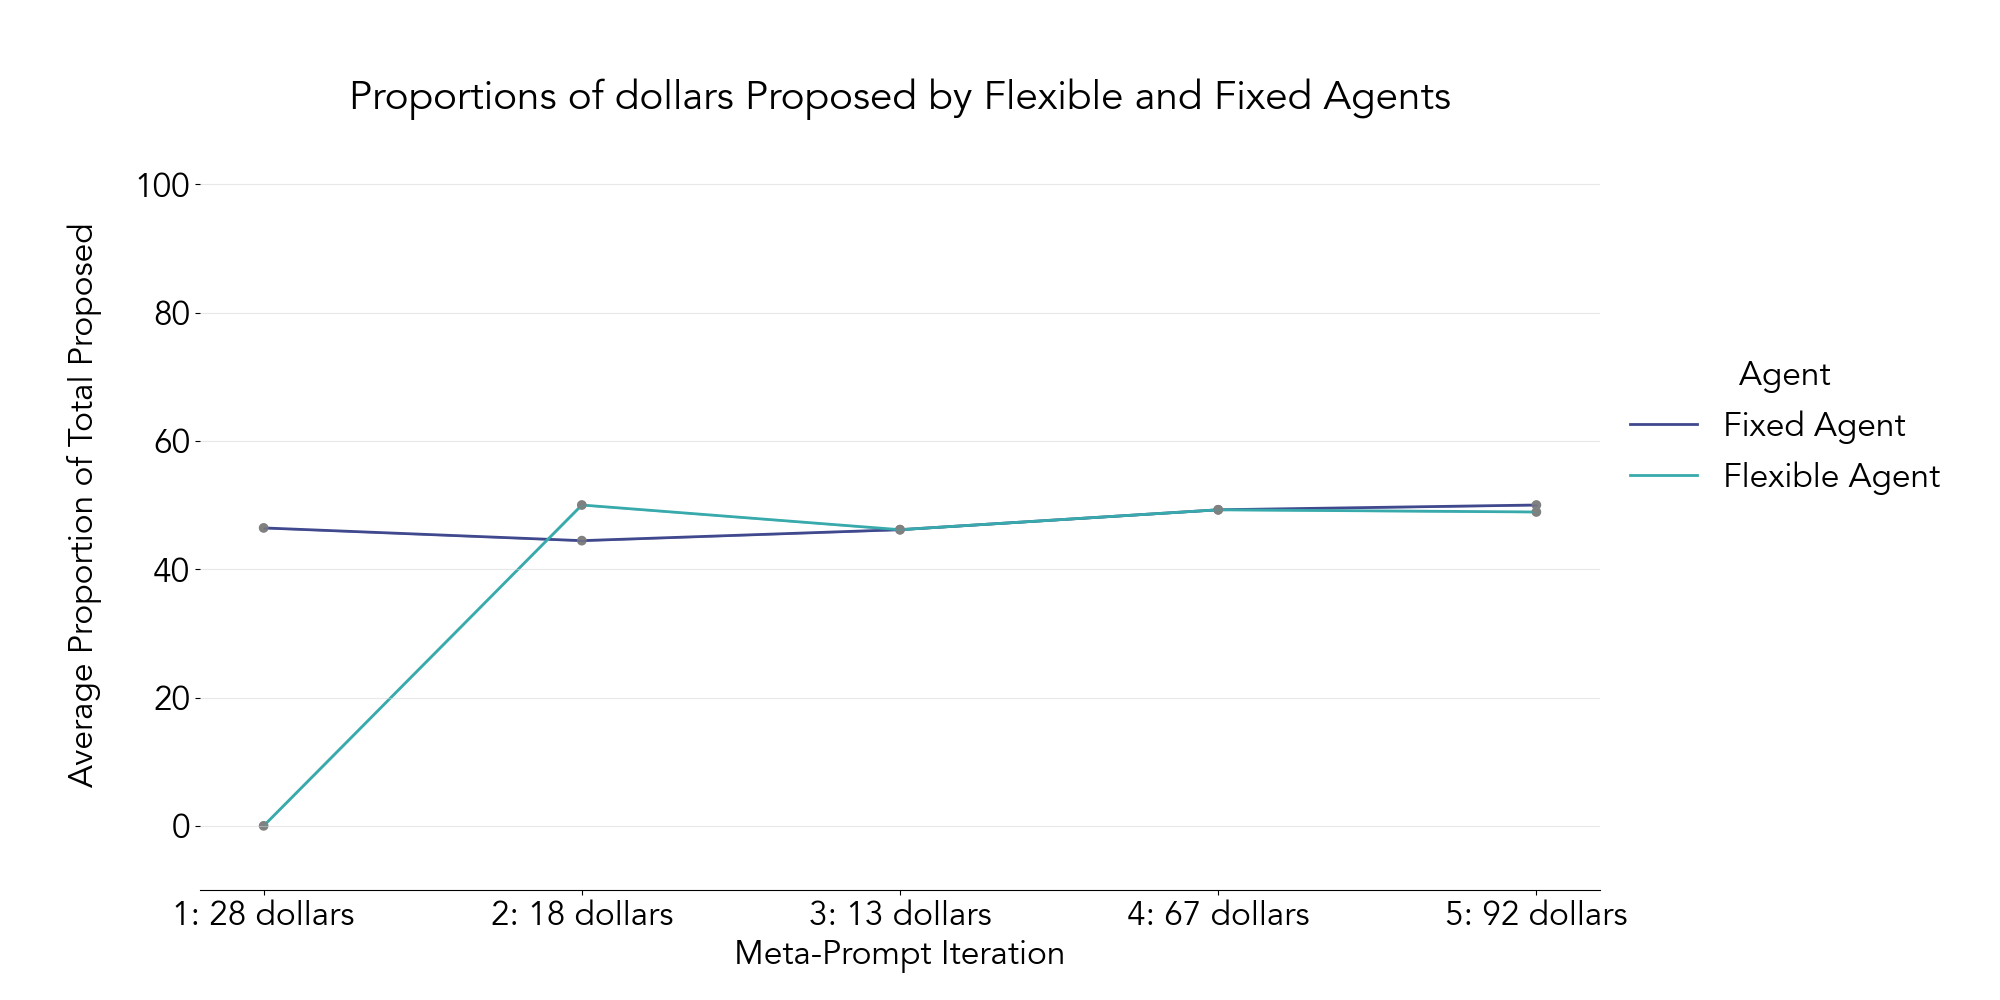 Proportions of dollars Proposed by Flexible and Fixed Agents
Average Proportion of Total Proposed
100
80
60
40
20
0
1: 28 dollars
2: 18 dollars
3: 13 dollars
4: 67 dollars
5: 92 dollars
Meta-Prompt Iteration
Agent
Fixed Agent
Flexible Agent